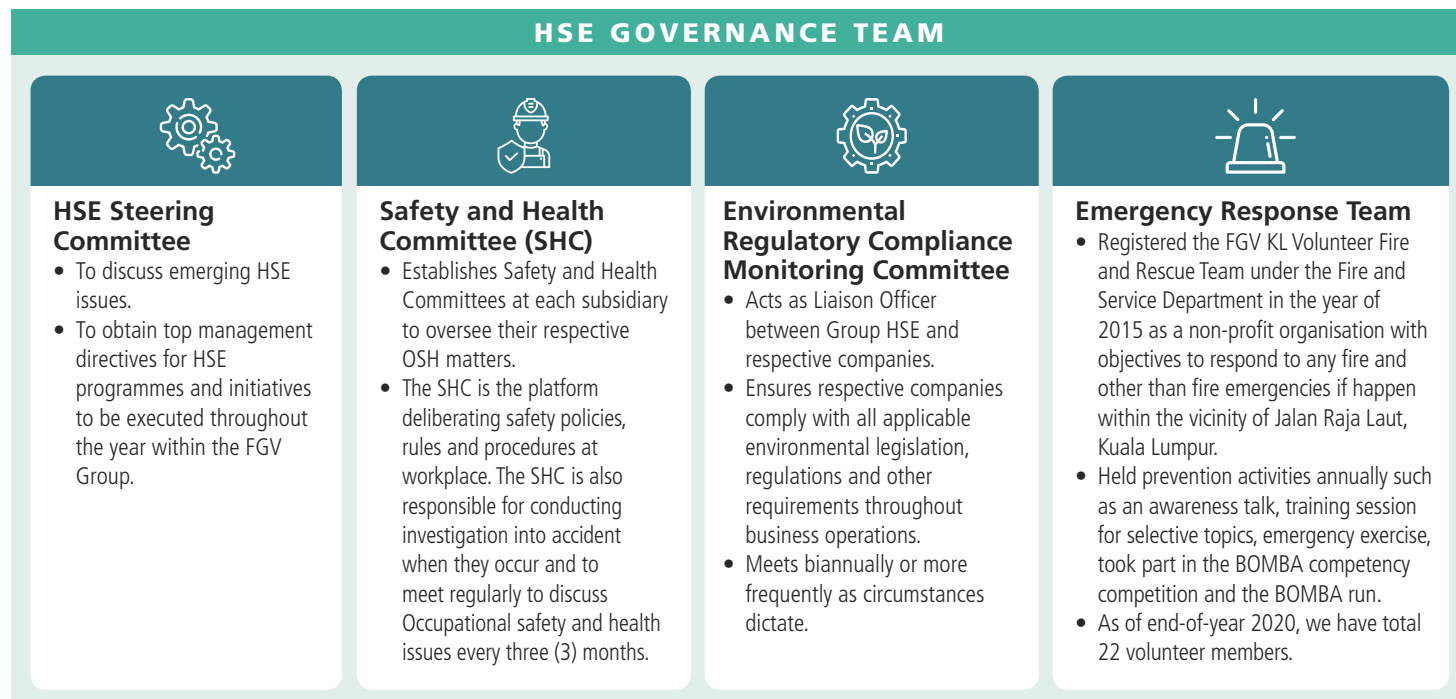 HSE GOVERNANCE TEAM
HSE Steering
Committee
• To discuss emerging HSE
issues.
• To obtain top management
directives for HSE
programmes and initiatives
to be executed throughout
the year within the FGV
Group.
Safety and Health
Committee (SHC)
• Establishes Safety and Health
Committees at each subsidiary
to oversee their respective
OSH matters.
• The SHC is the platform
deliberating safety policies,
rules and procedures at
workplace. The SHC is also
responsible for conducting
investigation into accident
when they occur and to
meet regularly to discuss
Occupational safety and health
issues every three (3) months.
Environmental
Regulatory Compliance
Monitoring Committee
• Acts as Liaison Officer
between Group HSE and
respective companies.
• Ensures respective companies
comply with all applicable
environmental legislation,
regulations and other
requirements throughout
business operations.
• Meets biannually or more
frequently as circumstances
dictate.
Emergency Response Team
• Registered the FGV KL Volunteer Fire
and Rescue Team under the Fire and
Service Department in the year of
2015 as a non-profit organisation with
objectives to respond to any fire and
other than fire emergencies if happen
within the vicinity of Jalan Raja Laut,
Kuala Lumpur.
• Held prevention activities annually such
as an awareness talk, training session
for selective topics, emergency exercise,
took part in the BOMBA competency
competition and the BOMBA run.
• As of end-of-year 2020, we have total
22 volunteer members.